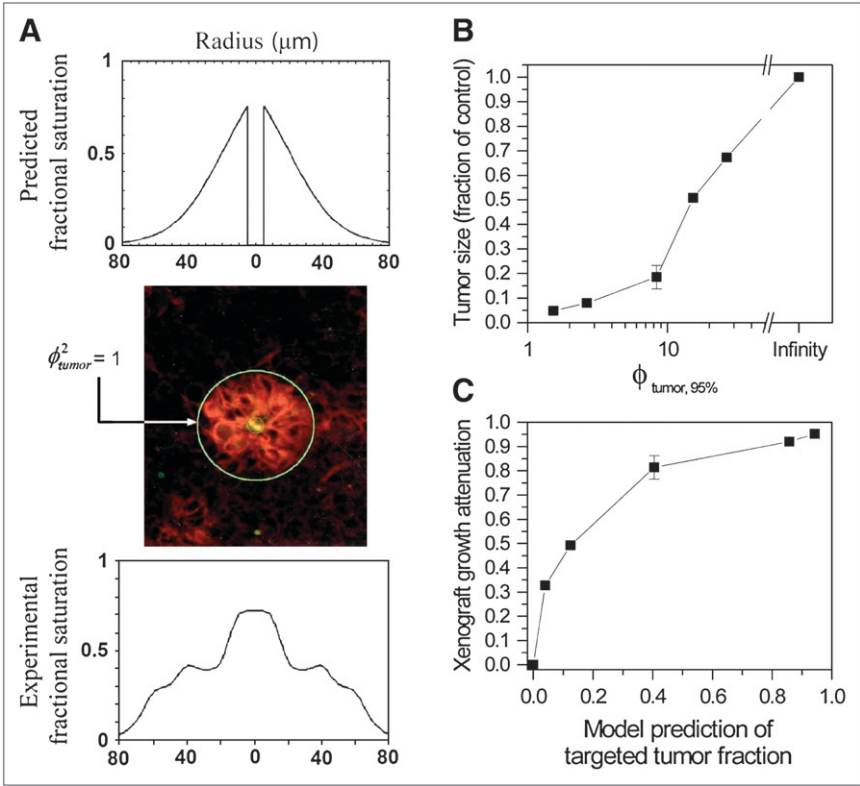 A
Radius (μm)
Predicted
fractional saturation
1
0.5
0
80 40 0 40 80
ϕ²tumor = 1
Experimental
fractional saturation
1
0.5
0
80 40 0 40 80
B
Tumor size (fraction of control)
1.0
0.9
0.8
0.7
0.6
0.5
0.4
0.3
0.2
0.1
0.0
1 10 Infinity
ϕ tumor, 95%
C
Xenograft growth attenuation
1.0
0.9
0.8
0.7
0.6
0.5
0.4
0.3
0.2
0.1
0.0
0.0 0.2 0.4 0.6 0.8 1.0
Model prediction of
targeted tumor fraction